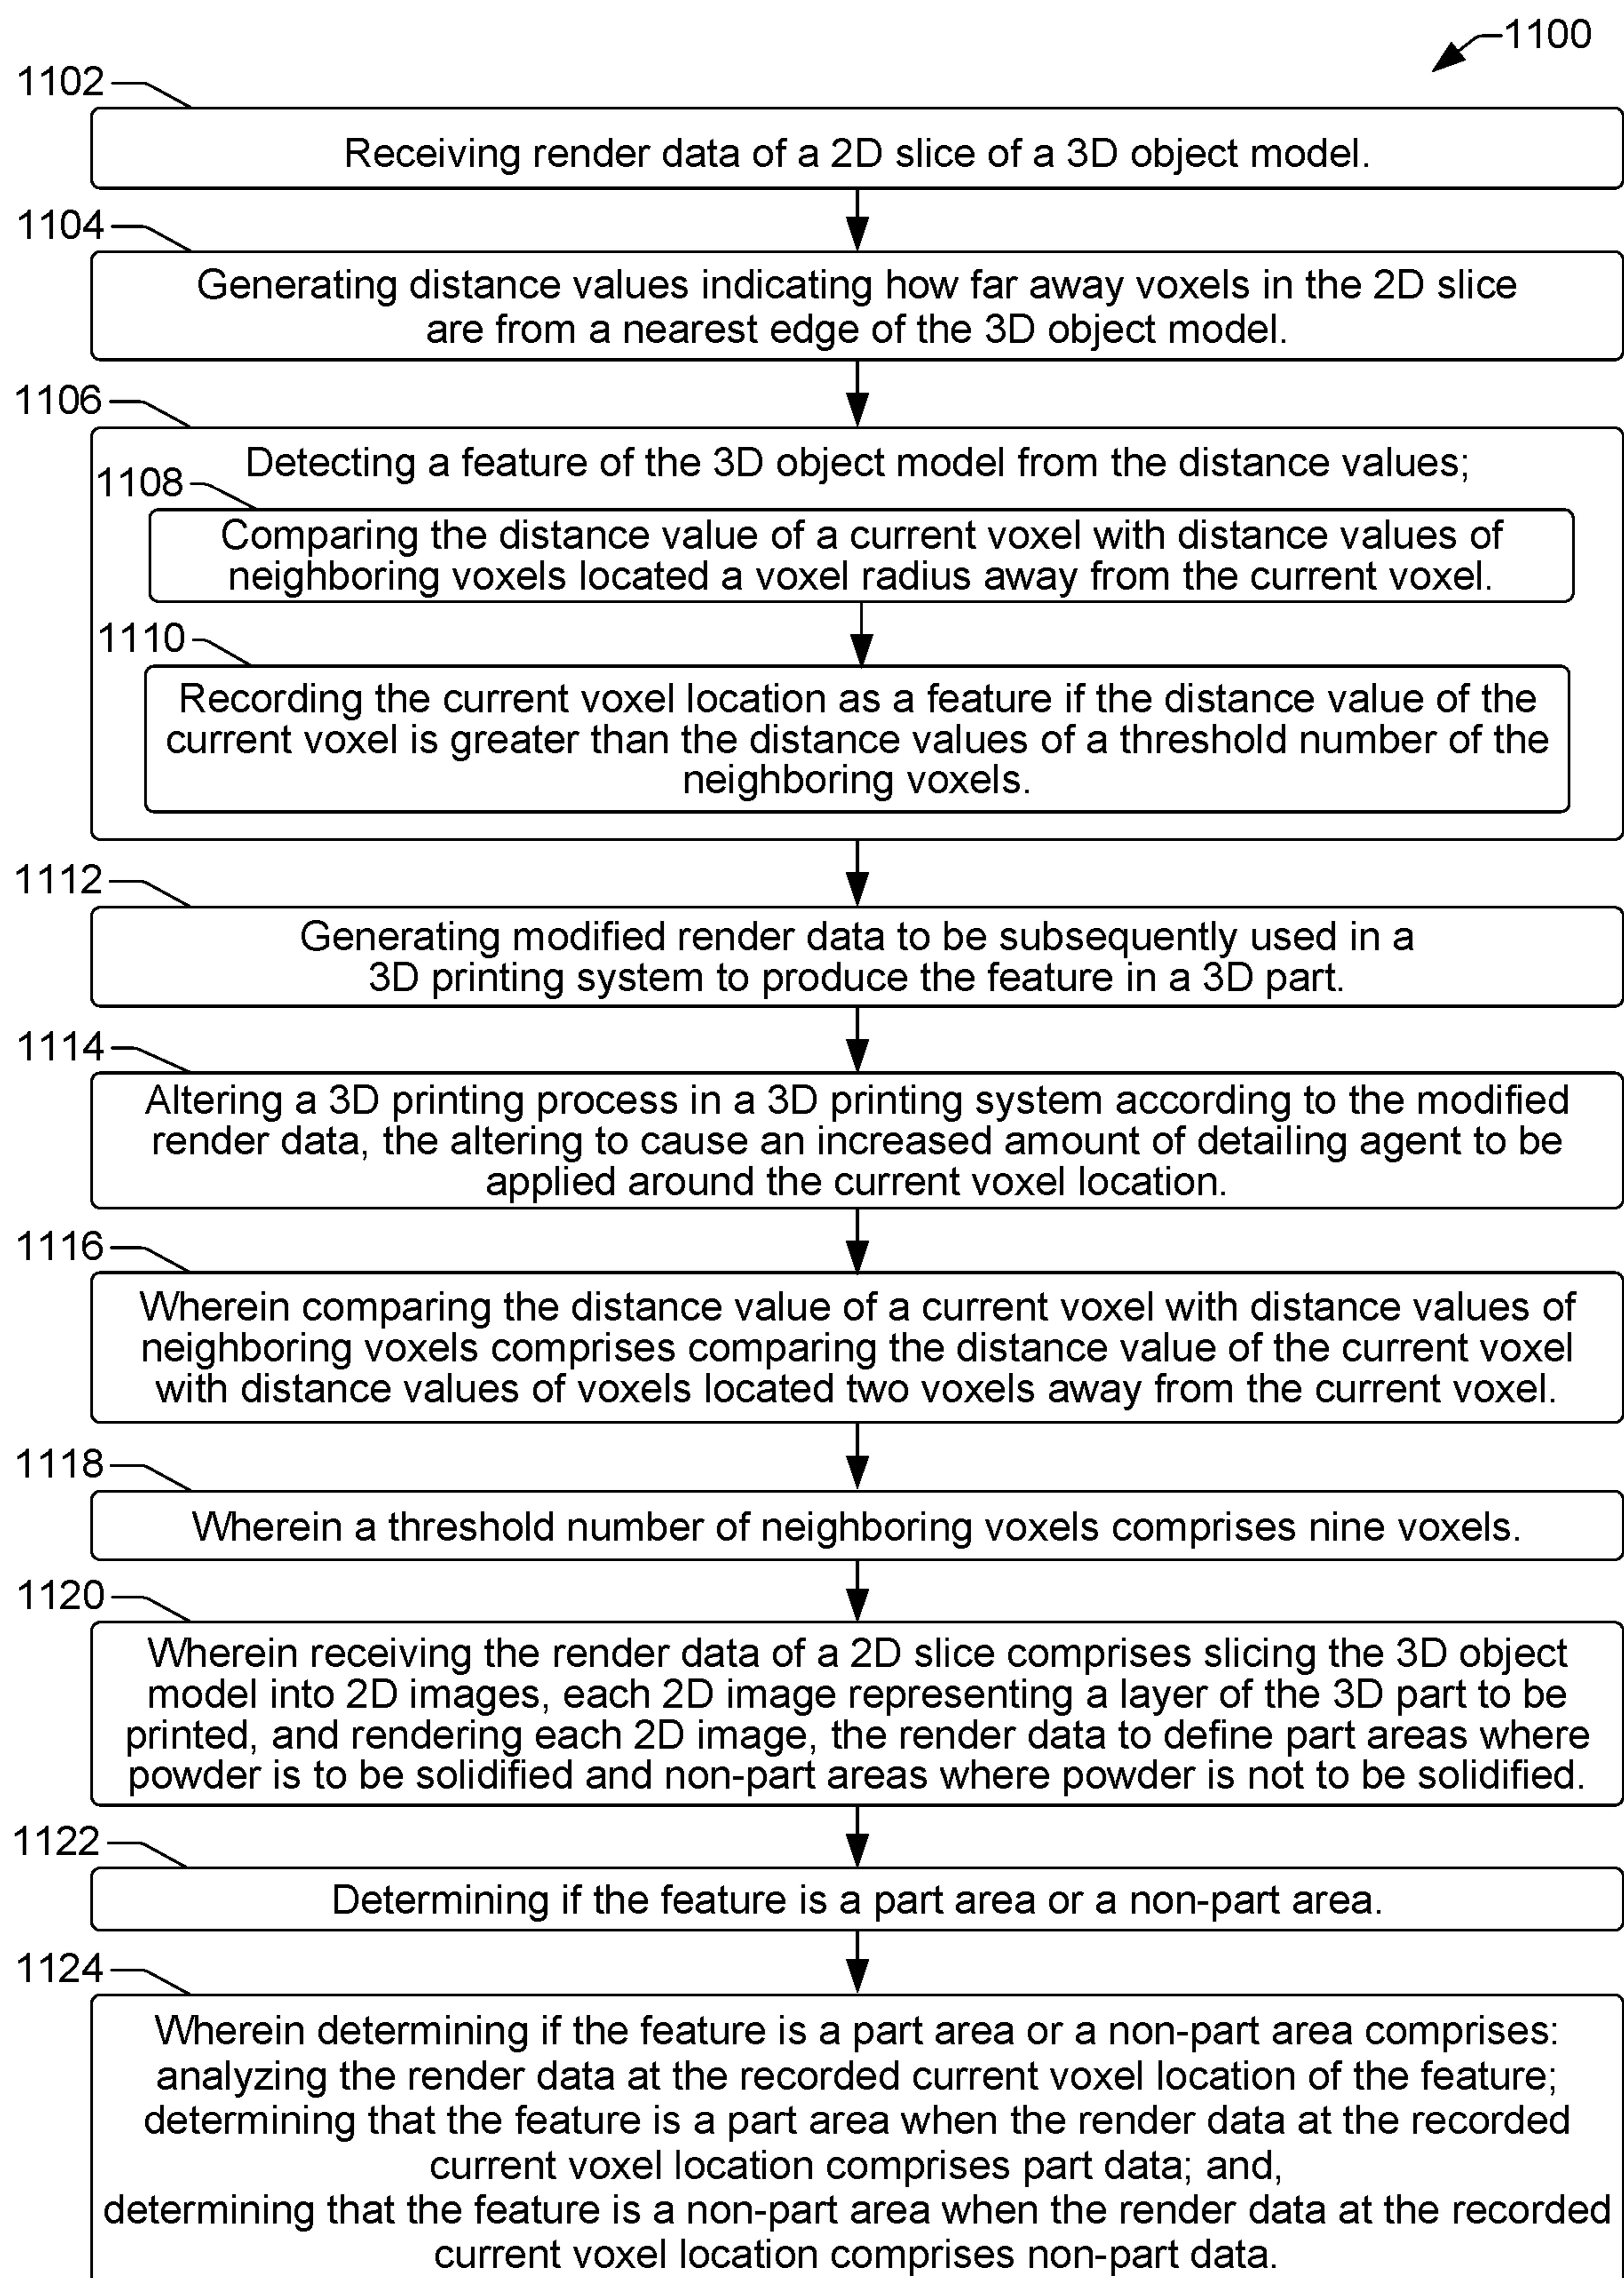 1100
1102
Receiving render data of a 2D slice of a 3D object model.
1104
Generating distance values indicating how far away voxels in the 2D slice
are from a nearest edge of the 3D object model.
1106
Detecting a feature of the 3D object model from the distance values;
1108
Comparing the distance value of a current voxel with distance values of
neighboring voxels located a voxel radius away from the current voxel.
1110
Recording the current voxel location as a feature if the distance value of the
current voxel is greater than the distance values of a threshold number of the
neighboring voxels.
1112
Generating modified render data to be subsequently used in a
3D printing system to produce the feature in a 3D part.
1114
Altering a 3D printing process in a 3D printing system according to the modified
render data, the altering to cause an increased amount of detailing agent to be
applied around the current voxel location.
1116
Wherein comparing the distance value of a current voxel with distance values of
neighboring voxels comprises comparing the distance value of the current voxel
with distance values of voxels located two voxels away from the current voxel.
1118
Wherein a threshold number of neighboring voxels comprises nine voxels.
1120
Wherein receiving the render data of a 2D slice comprises slicing the 3D object
model into 2D images, each 2D image representing a layer of the 3D part to be
printed, and rendering each 2D image, the render data to define part areas where
powder is to be solidified and non-part areas where powder is not to be solidified.
1122
Determining if the feature is a part area or a non-part area.
1124
Wherein determining if the feature is a part area or a non-part area comprises:
analyzing the render data at the recorded current voxel location of the feature;
determining that the feature is a part area when the render data at the recorded
current voxel location comprises part data; and,
determining that the feature is a non-part area when the render data at the recorded
current voxel location comprises non-part data.